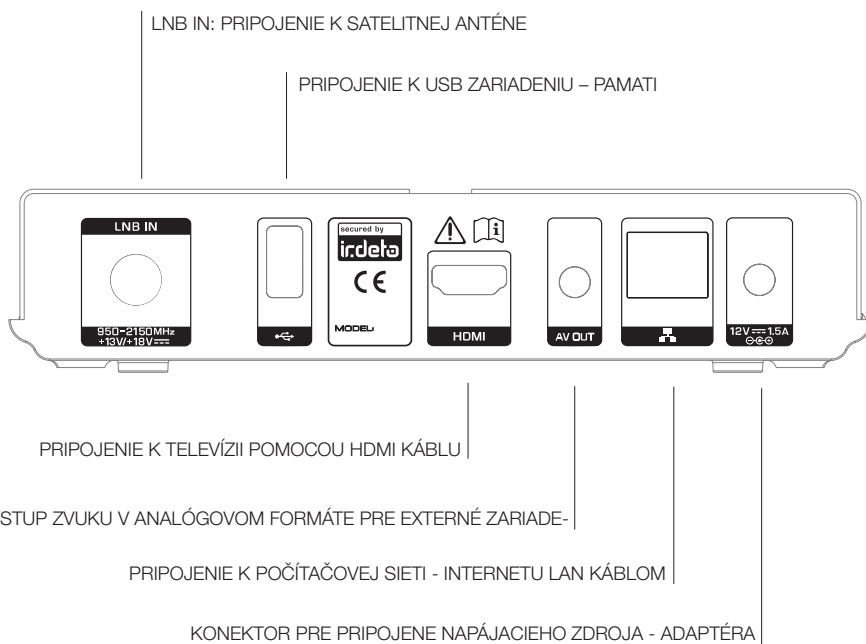 LNB IN: PRIPOJENIE K SATELITNEJ ANTÉNE
PRIPOJENIE K USB ZARIADENIU – PAMATI
LNB IN
950-2150MHz
+13V/+18V
secured by
irdeto
CE
MODEL:
HDMI
AV OUT
12V 1.5A
PRIPOJENIE K TELEVÍZII POMOCOU HDMI KÁBLU
STUP ZVUKU V ANALÓGOVOM FORMÁTE PRE EXTERNÉ ZARIADE-
PRIPOJENIE K POČÍTAČOVEJ SIETI - INTERNETU LAN KÁBLOM
KONEKTOR PRE PRIPOJENE NAPÁJACIEHO ZDROJA - ADAPTÉRA